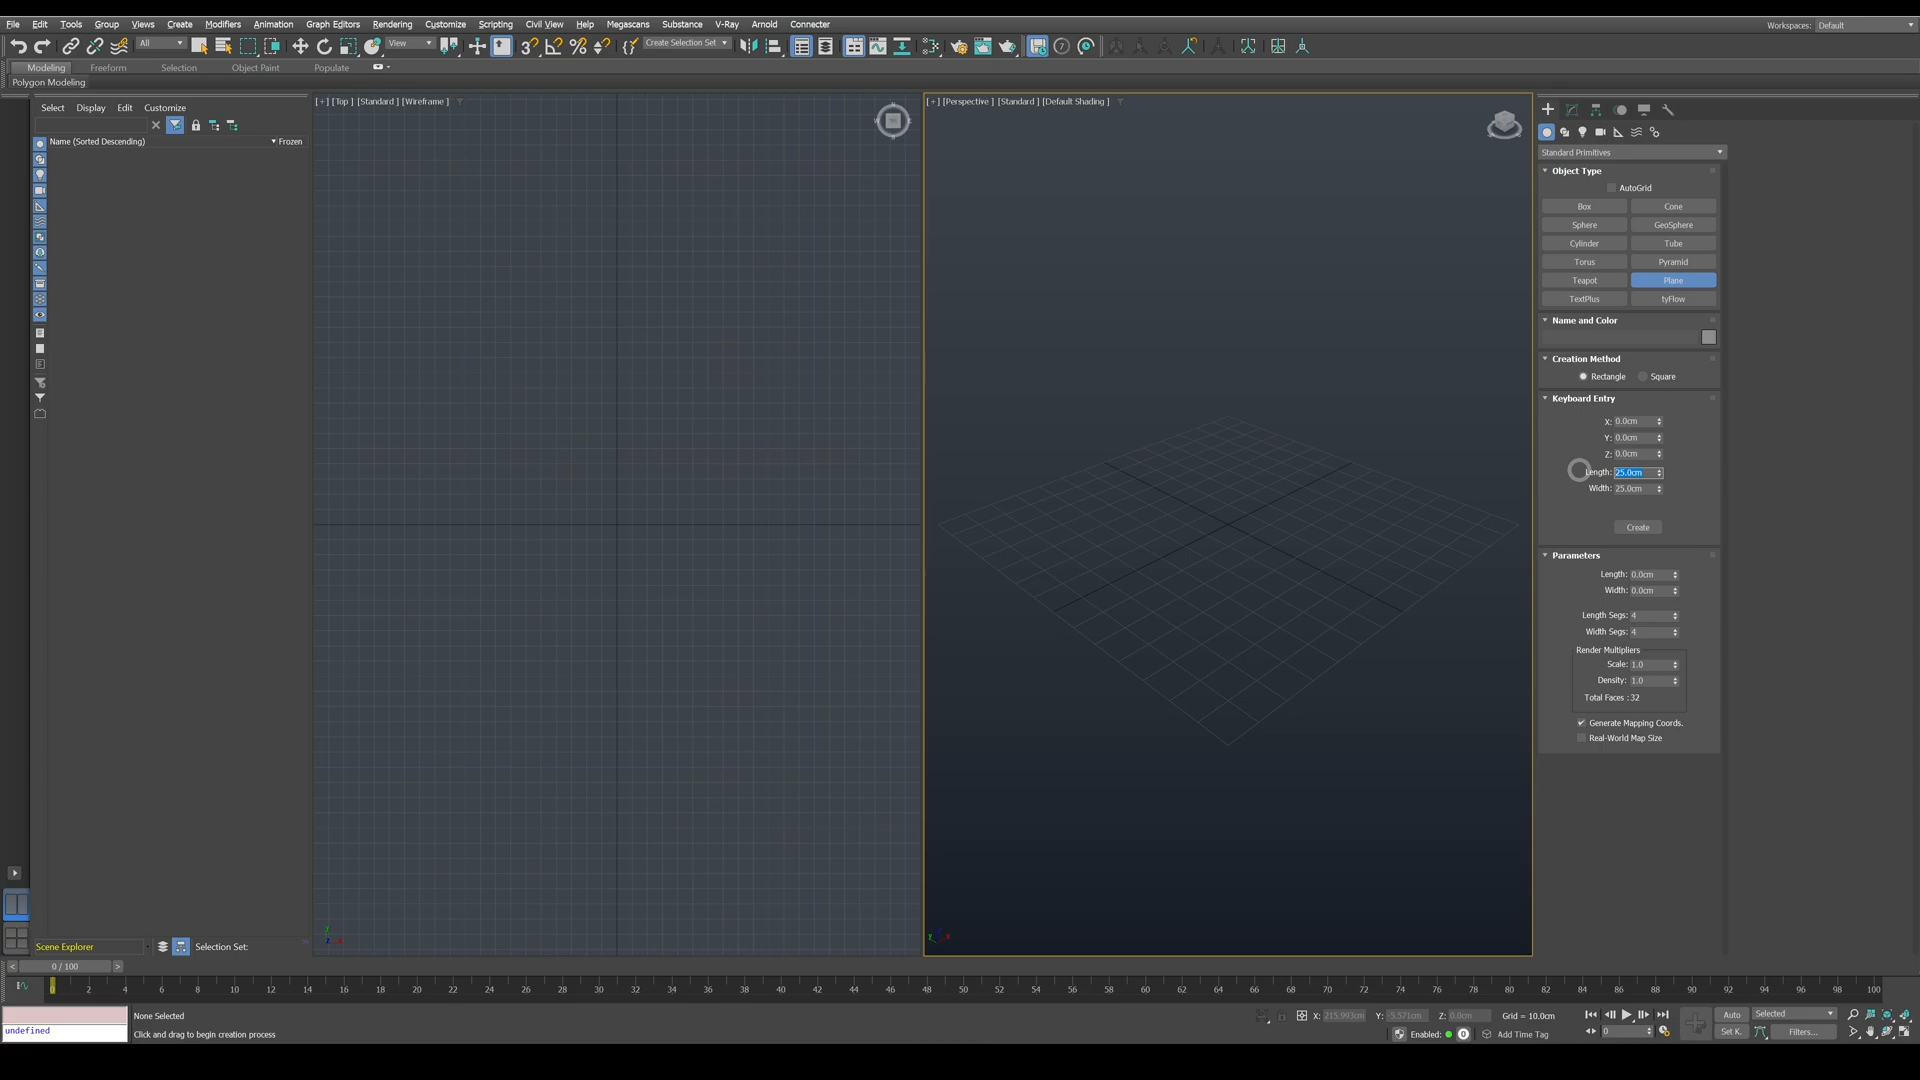 File Edit Tools Group Views Create Modifiers Animation Graph Editors Rendering Customize Scripting Civil View Help Megascans Substance V-Ray Arnold Connecter
Workspaces: Default
All View Create Selection Set
Modeling Freeform Selection Object Paint Populate
Polygon Modeling
Select Display Edit Customize
Name (Sorted Descending) Frozen
[+] [Top ] [Standard ] [Wireframe ]
[+] [Perspective ] [Standard ] [Default Shading ]
Standard Primitives
Object Type
AutoGrid
Box Cone
Sphere GeoSphere
Cylinder Tube
Torus Pyramid
Teapot Plane
TextPlus tyFlow
Name and Color
Creation Method
Rectangle Square
Keyboard Entry
X: 0.0cm
Y: 0.0cm
Z: 0.0cm
Length: 25.0cm
Width: 25.0cm
Create
Parameters
Length: 0.0cm
Width: 0.0cm
Length Segs: 4
Width Segs: 4
Render Multipliers
Scale: 1.0
Density: 1.0
Total Faces : 32
Generate Mapping Coords.
Real-World Map Size
Scene Explorer Selection Set:
< 0 / 100 >
0 2 4 6 8 10 12 14 16 18 20 22 24 26 28 30 32 34 36 38 40 42 44 46 48 50 52 54 56 58 60 62 64 66 68 70 72 74 76 78 80 82 84 86 88 90 92 94 96 98 100
undefined
None Selected
Click and drag to begin creation process
X: 215.993cm Y: -5.571cm Z: 0.0cm Grid = 10.0cm
Enabled: 0 Add Time Tag
Auto Selected
0 Set K. Filters...